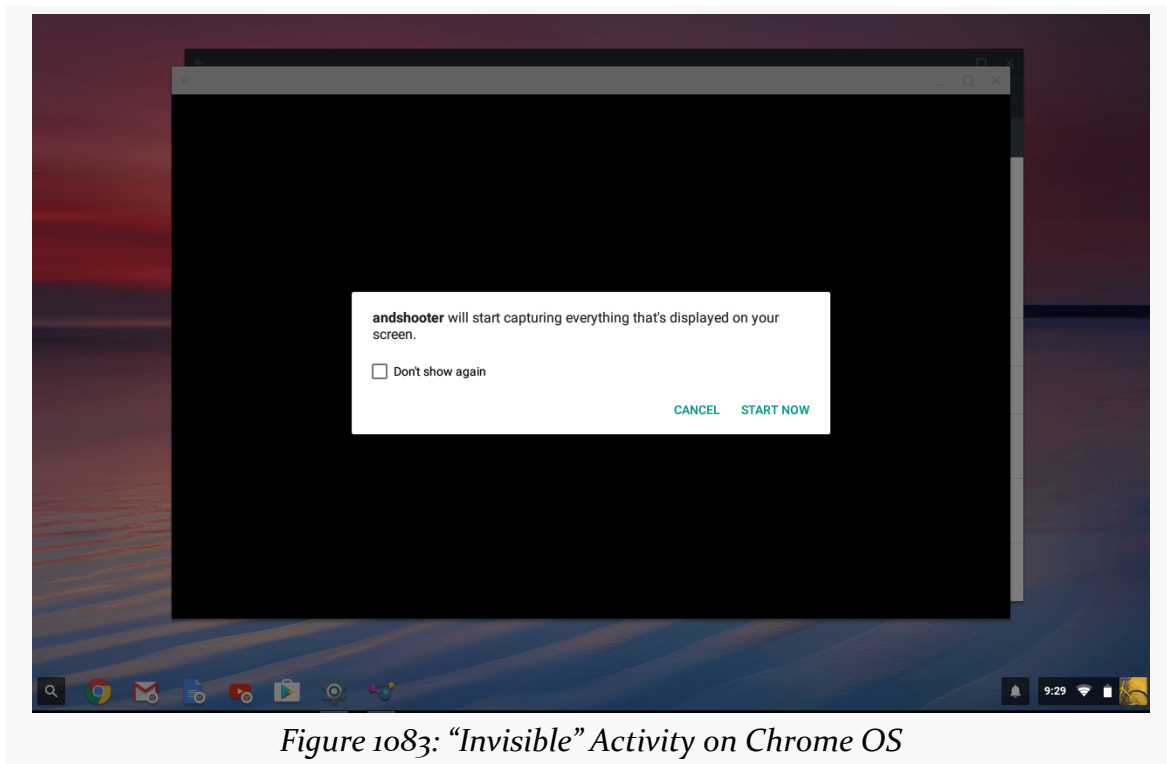 andshooter will start capturing everything that's displayed on your
screen.
Don't show again
CANCEL START NOW
9:29
Figure 1083: “Invisible” Activity on Chrome OS